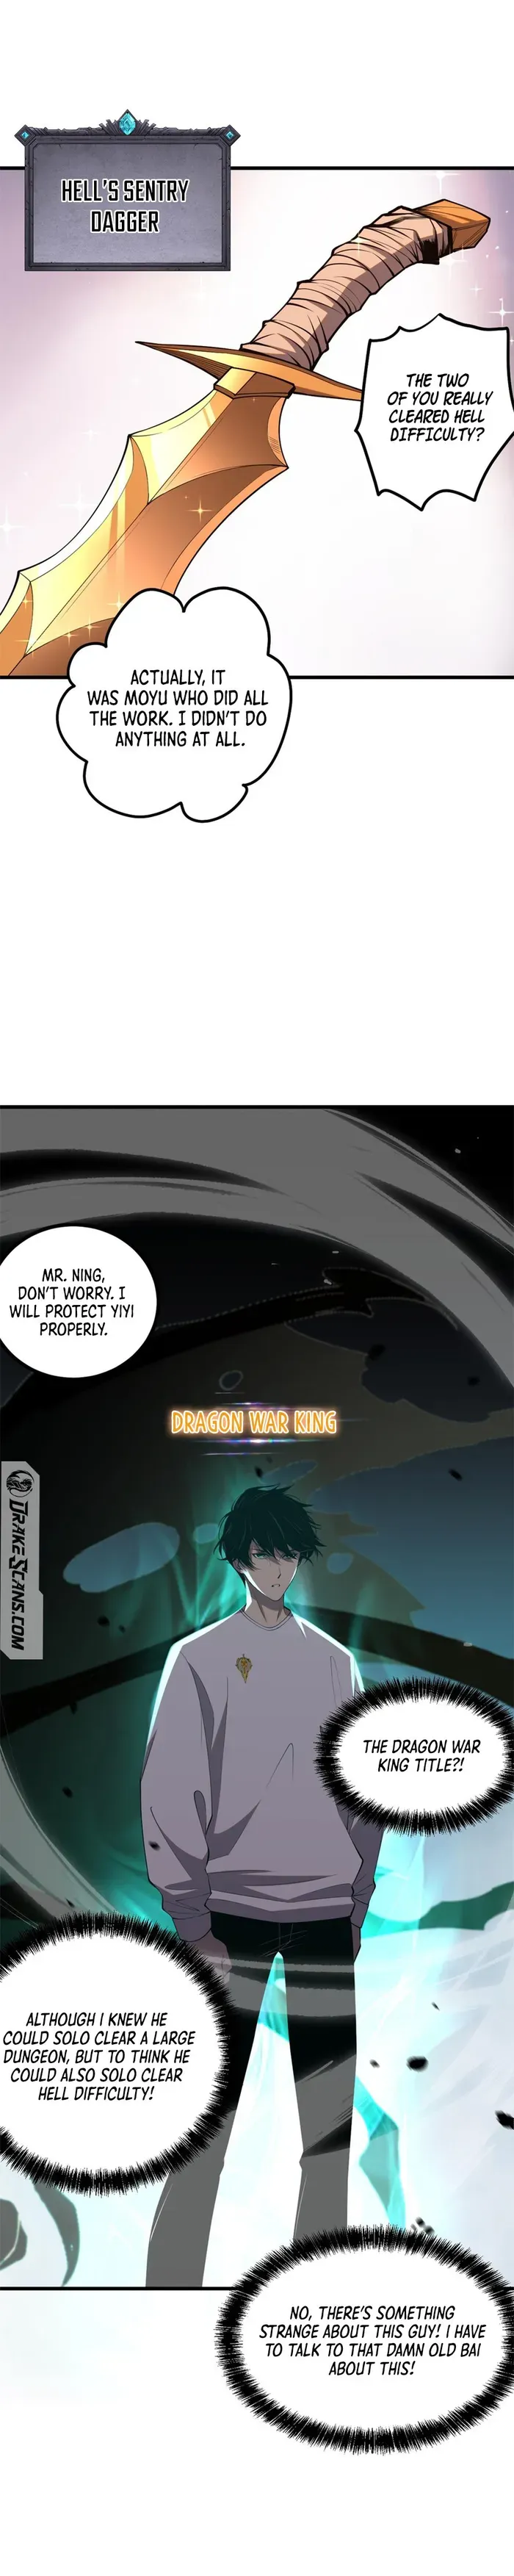 HELL'S SENTRY
DAGGER
THE TWO
OF YOU REALLY
CLEARED HELL
DIFFICULTY?
ACTUALLY, IT
WAS MOYU WHO DID ALL
THE WORK. I DIDN'T DO
ANYTHING AT ALL.
MR. NING,
DON'T WORRY. I
WILL PROTECT YIYI
PROPERLY.
DRAGON WAR KING
DRAKESCANS.COM
THE DRAGON WAR
KING TITLE?!
ALTHOUGH I KNEW HE
COULD SOLO CLEAR A LARGE
DUNGEON, BUT TO THINK HE
COULD ALSO SOLO CLEAR
HELL DIFFICULTY!
NO, THERE'S SOMETHING
STRANGE ABOUT THIS GUY! I HAVE
TO TALK TO THAT DAMN OLD BAI
ABOUT THIS!